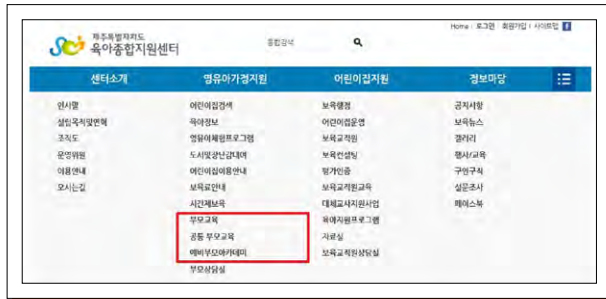 Home 로그인 회원가입 사이트맵 f
제주특별자치도
육아종합지원센터
통합검색
센터소개 영유아가정지원 어린이집지원 정보마당
인사말 어린이집검색 보육행정 공지사항
설립목적및연혁 육아정보 어린이집운영 보육뉴스
조직도 영유아체험프로그램 보육교직원 갤러리
운영위원 도서및장난감대여 보육컨설팅 행사/교육
이용안내 어린이집이용안내 평가인증 구인구직
오시는길 보육료안내 보육교직원교육 설문조사
시간제보육 대체교사지원사업 페이스북
부모교육 육아지원프로그램
공통 부모교육 자료실
예비부모아카데미 보육교직원상담실
부모상담실